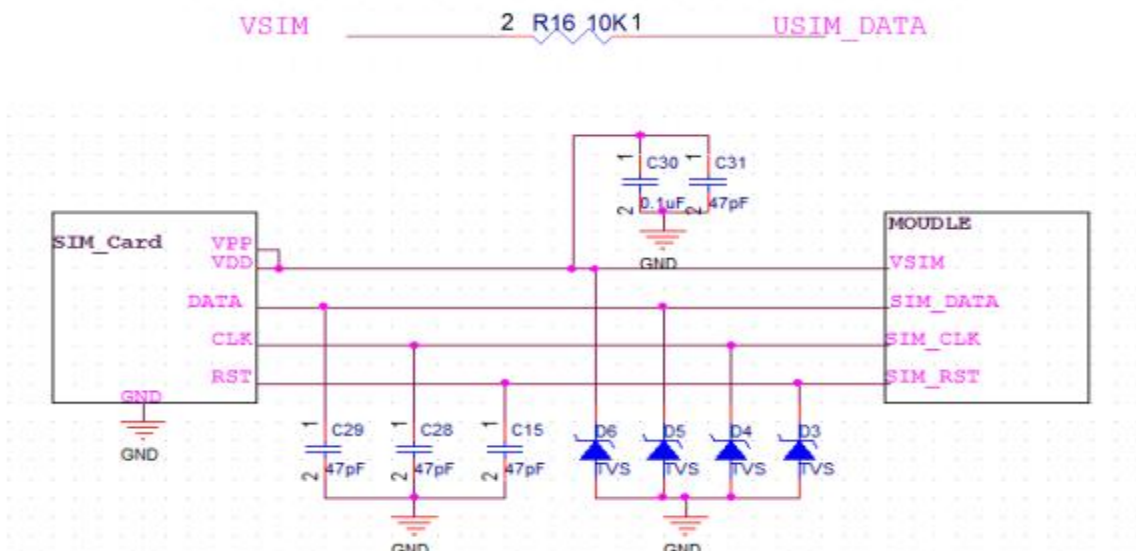 VSIM 2 R16 10K 1 USIM_DATA
1 C30 1 C31
2 0.1uF 2 47pF
GND
SIM_Card
VPP
VDD
DATA
CLK
RST
GND
GND
MOUDLE
VSIM
SIM_DATA
SIM_CLK
SIM_RST
1 C29 1 C28 1 C15 D6 D5 D4 D3
2 47pF 2 47pF 2 47pF TVS TVS TVS TVS
GND GND